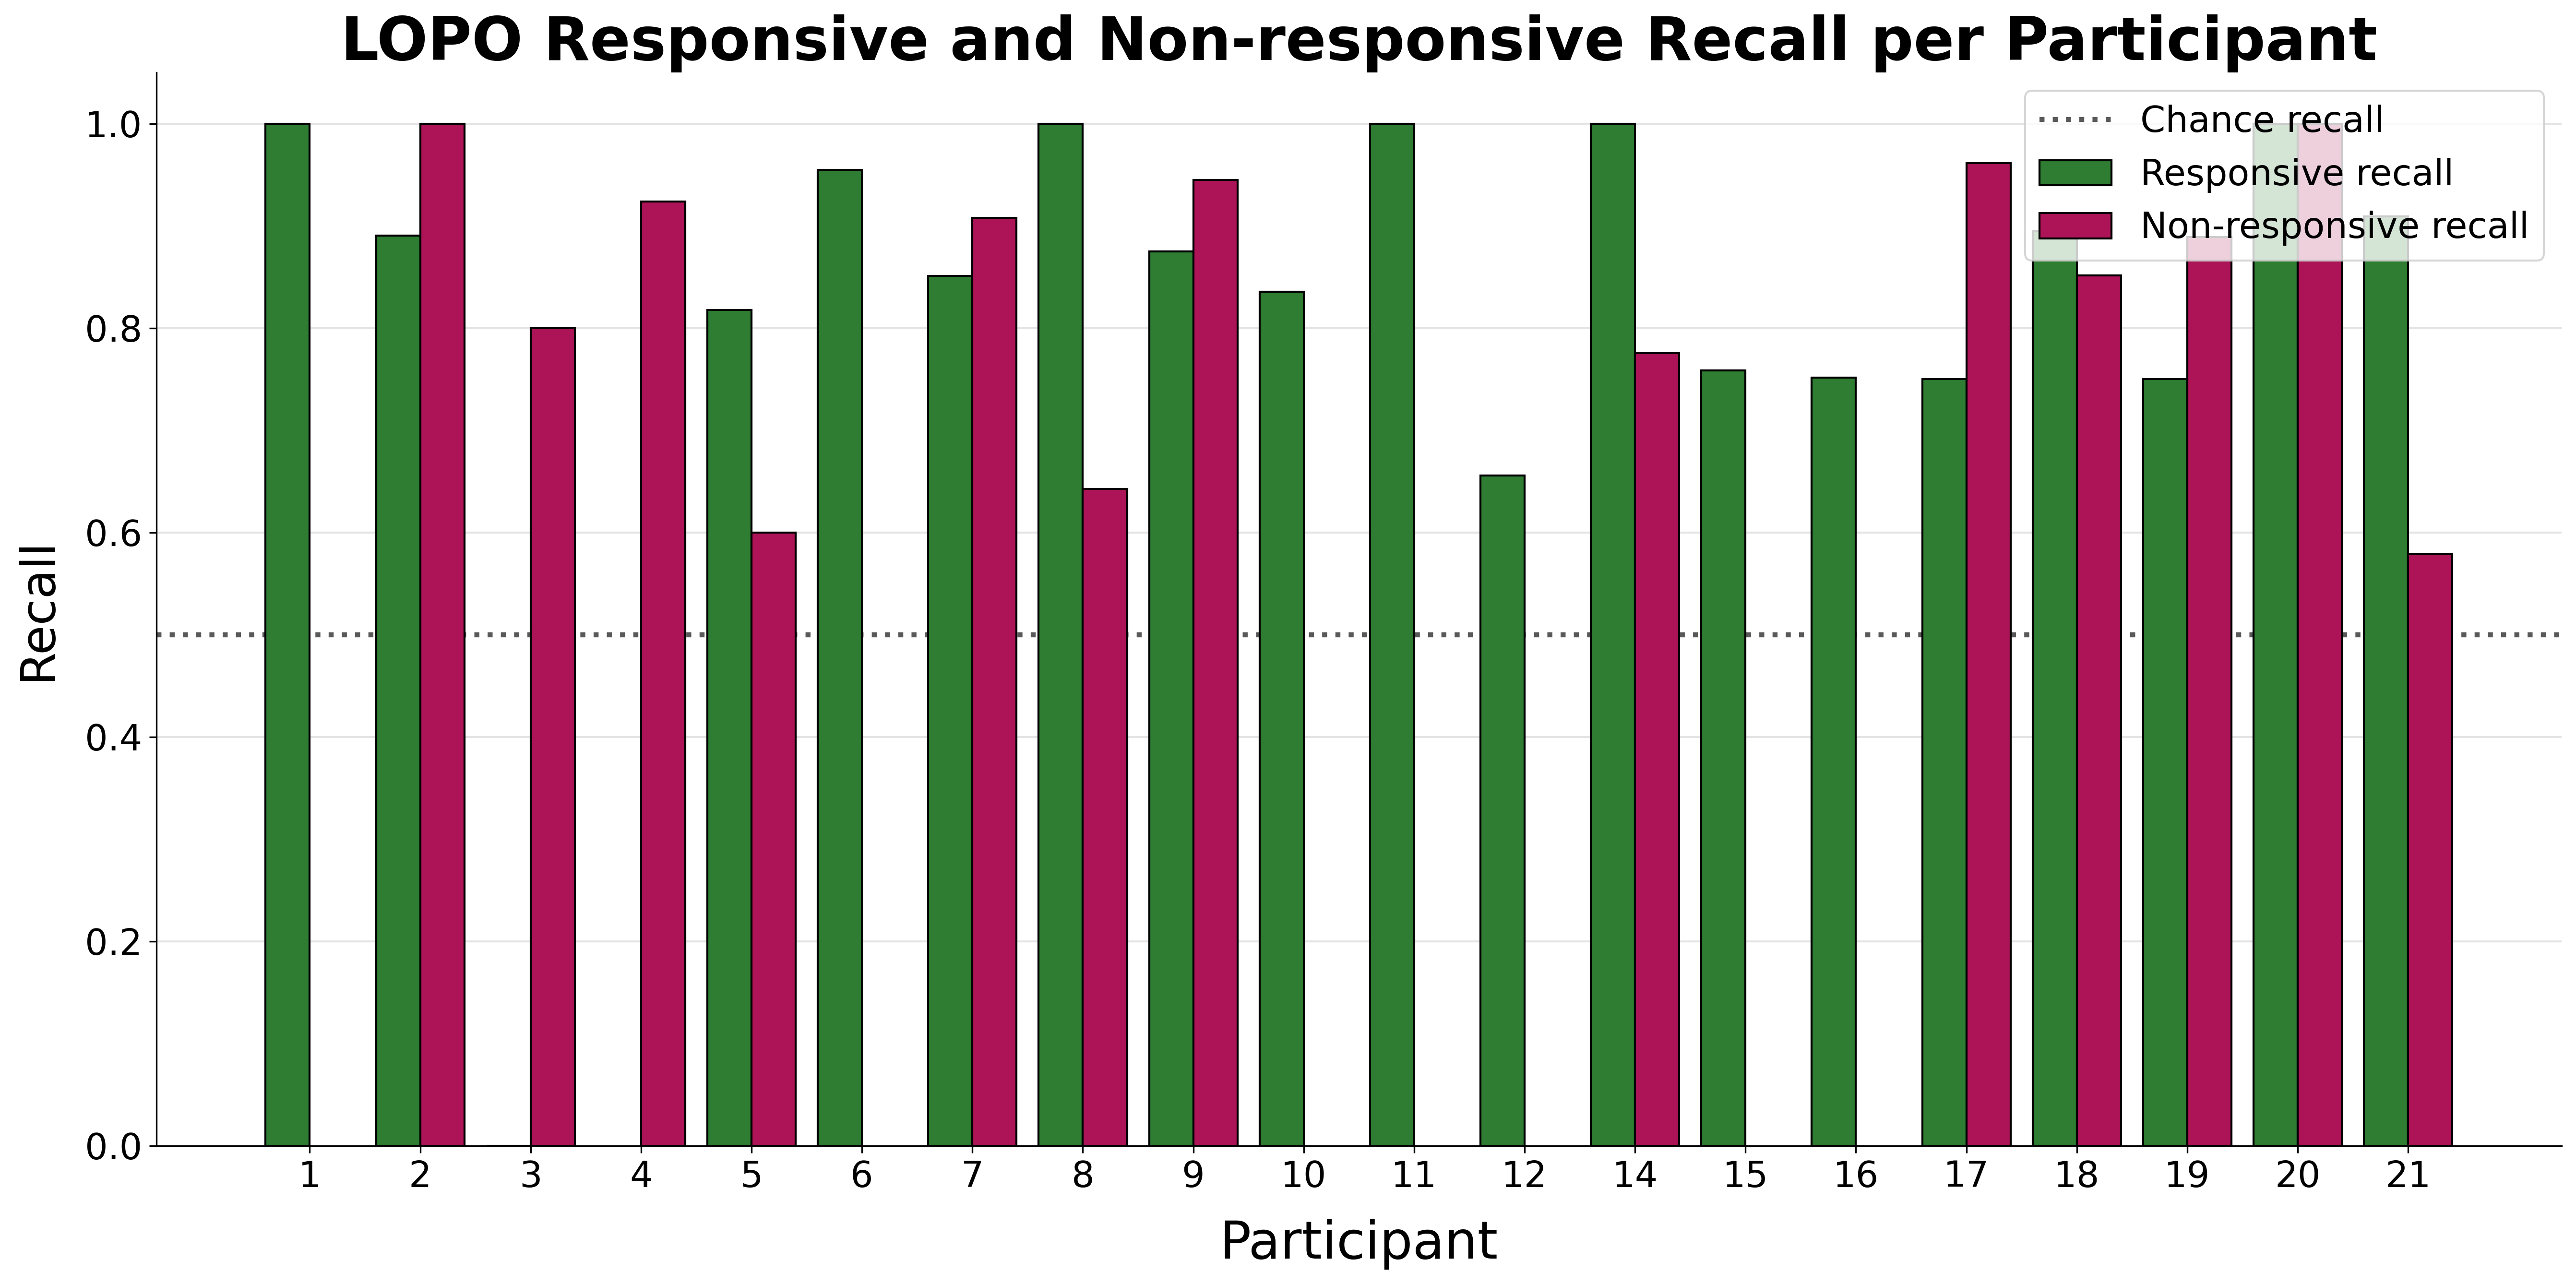 LOPO Responsive and Non-responsive Recall per Participant
Chance recall
Responsive recall
Non-responsive recall
1.0
0.8
0.6
0.4
0.2
0.0
Recall
1 2 3 4 5 6 7 8 9 10 11 12 14 15 16 17 18 19 20 21
Participant